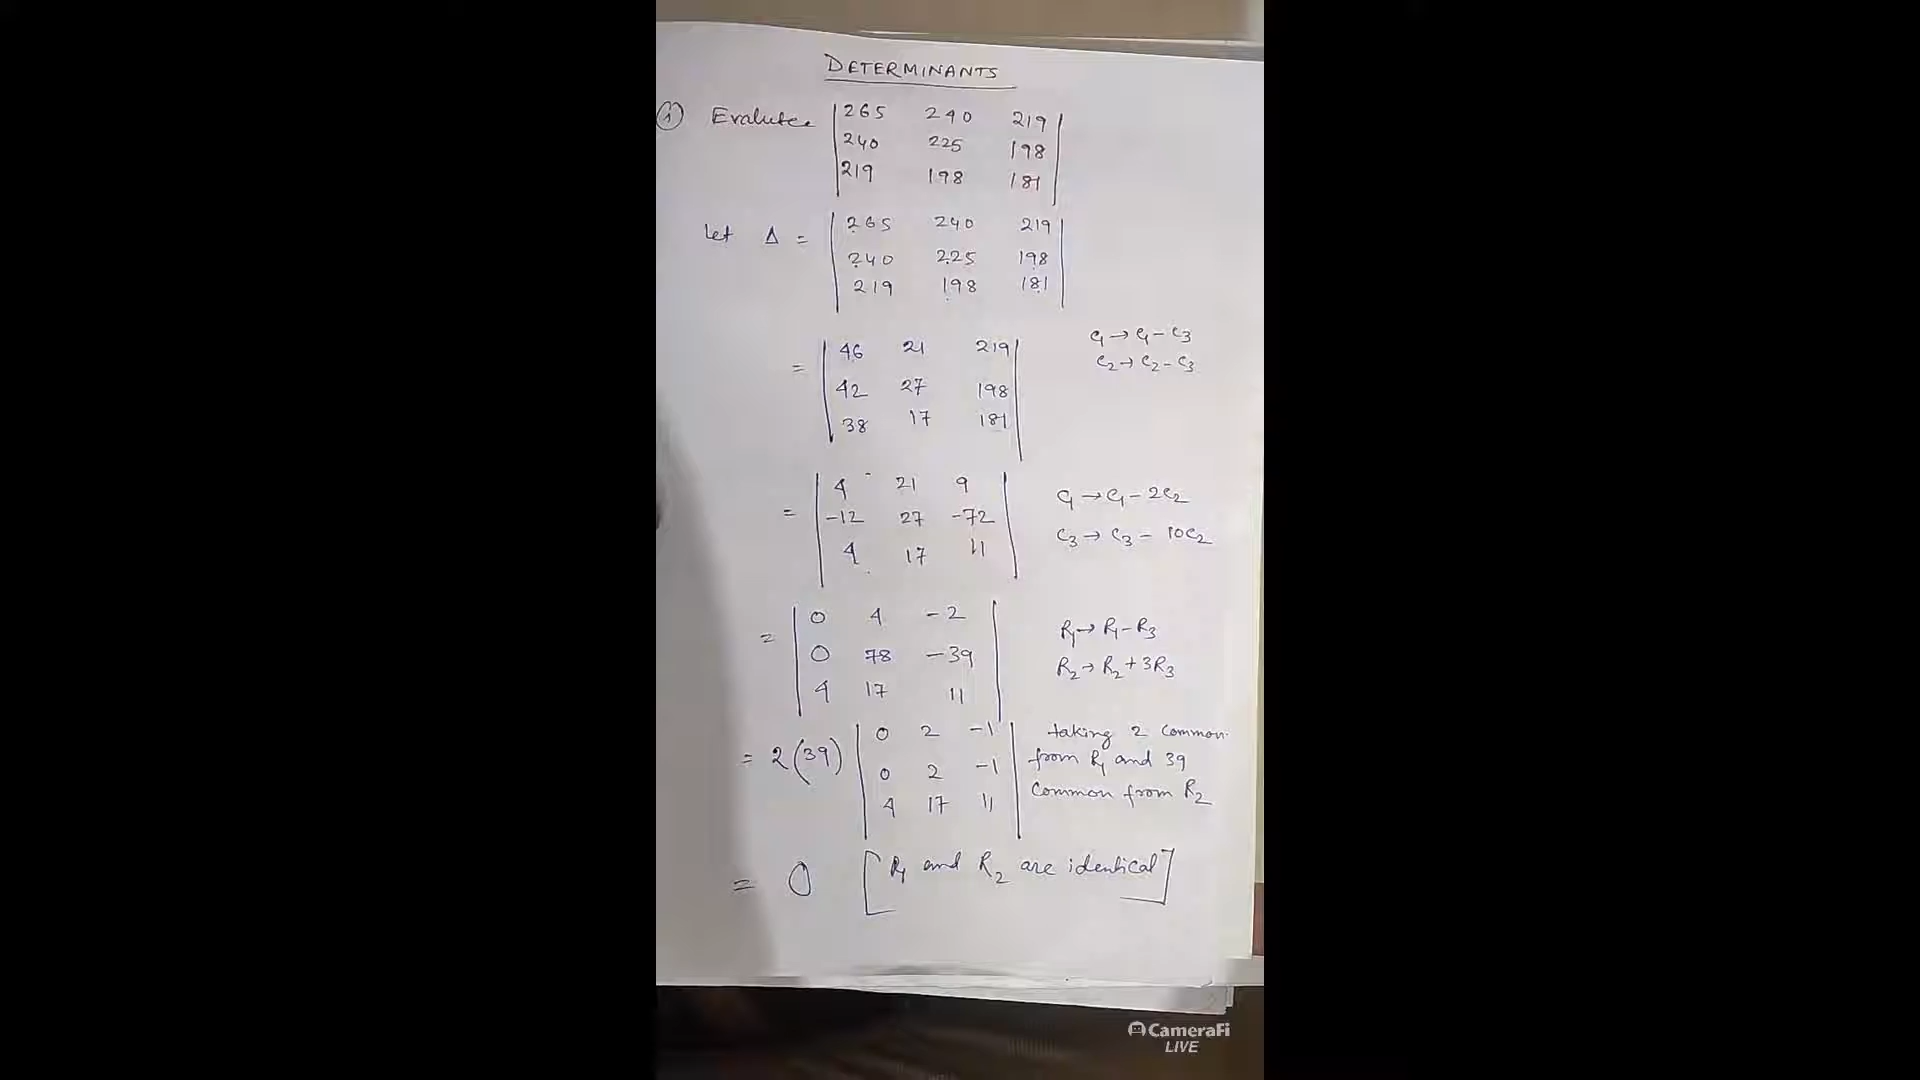 DETERMINANTS
① Evalutee | 265 240 219 |
| 240 225 198 |
| 219 198 181 |
Let Δ = | 265 240 219 |
| 240 225 198 |
| 219 198 181 |
= | 46 21 219 | C₁ → C₁ - C₃
| 42 27 198 | C₂ → C₂ - C₃
| 38 17 181 |
= | 4 21 9 | C₁ → C₁ - 2C₂
| -12 27 -72 | C₃ → C₃ - 10C₂
| 4 17 11 |
= | 0 4 -2 | R₁ → R₁ - R₃
| 0 78 -39 | R₂ → R₂ + 3R₃
| 4 17 11 |
= 2(39) | 0 2 -1 | taking 2 common
| 0 2 -1 | from R₁ and 39
| 4 17 11 | common from R₂
= 0 [R₁ and R₂ are identical]
CameraFi
LIVE